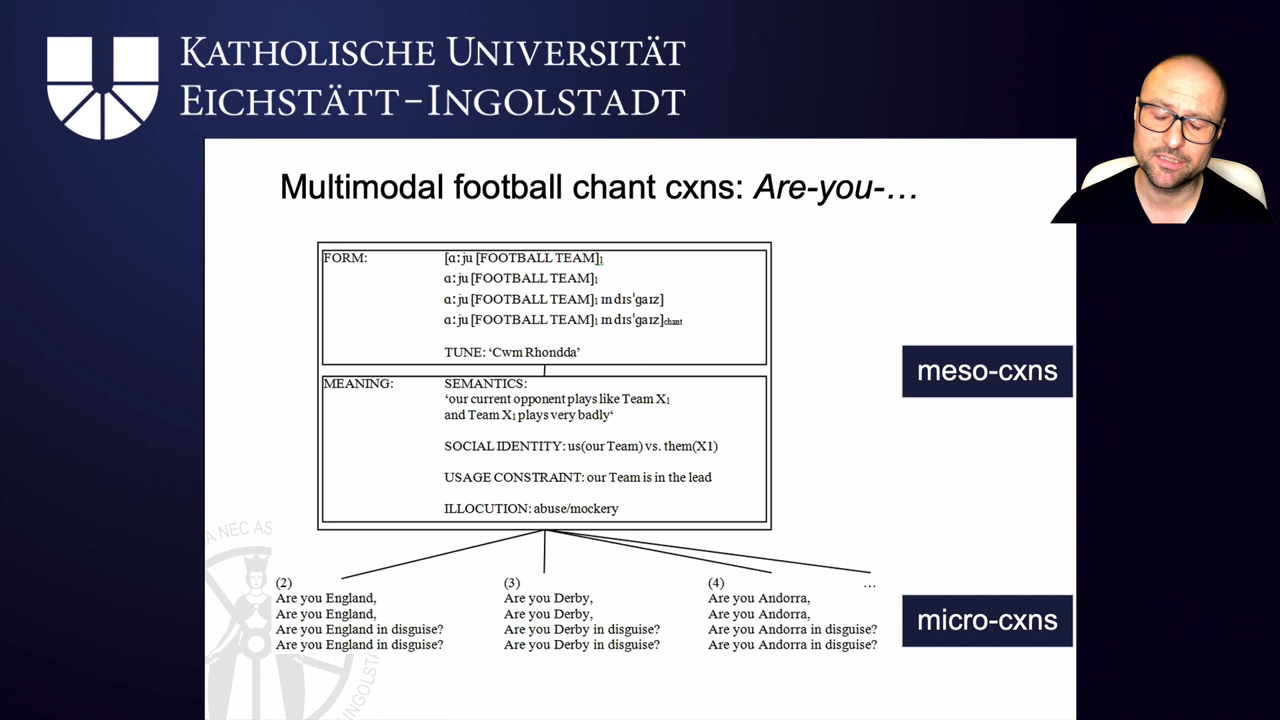 KATHOLISCHE UNIVERSITÄT
EICHSTÄTT–INGOLSTADT
Multimodal football chant cxns: Are-you-…
FORM: [ɑː ju [FOOTBALL TEAM]₁
ɑː ju [FOOTBALL TEAM]₁
ɑː ju [FOOTBALL TEAM]₁ ɪn dɪsˈɡaɪz]
ɑː ju [FOOTBALL TEAM]₁ ɪn dɪsˈɡaɪz]chant
TUNE: ‘Cwm Rhondda’
MEANING: SEMANTICS:
‘our current opponent plays like Team X₁
and Team X₁ plays very badly‘
SOCIAL IDENTITY: us(our Team) vs. them(X1)
USAGE CONSTRAINT: our Team is in the lead
ILLOCUTION: abuse/mockery
meso-cxns
A NEC AS
(2)
Are you England,
Are you England,
Are you England in disguise?
Are you England in disguise?
(3)
Are you Derby,
Are you Derby,
Are you Derby in disguise?
Are you Derby in disguise?
(4)
Are you Andorra,
Are you Andorra,
Are you Andorra in disguise?
Are you Andorra in disguise?
…
micro-cxns
INGOLST